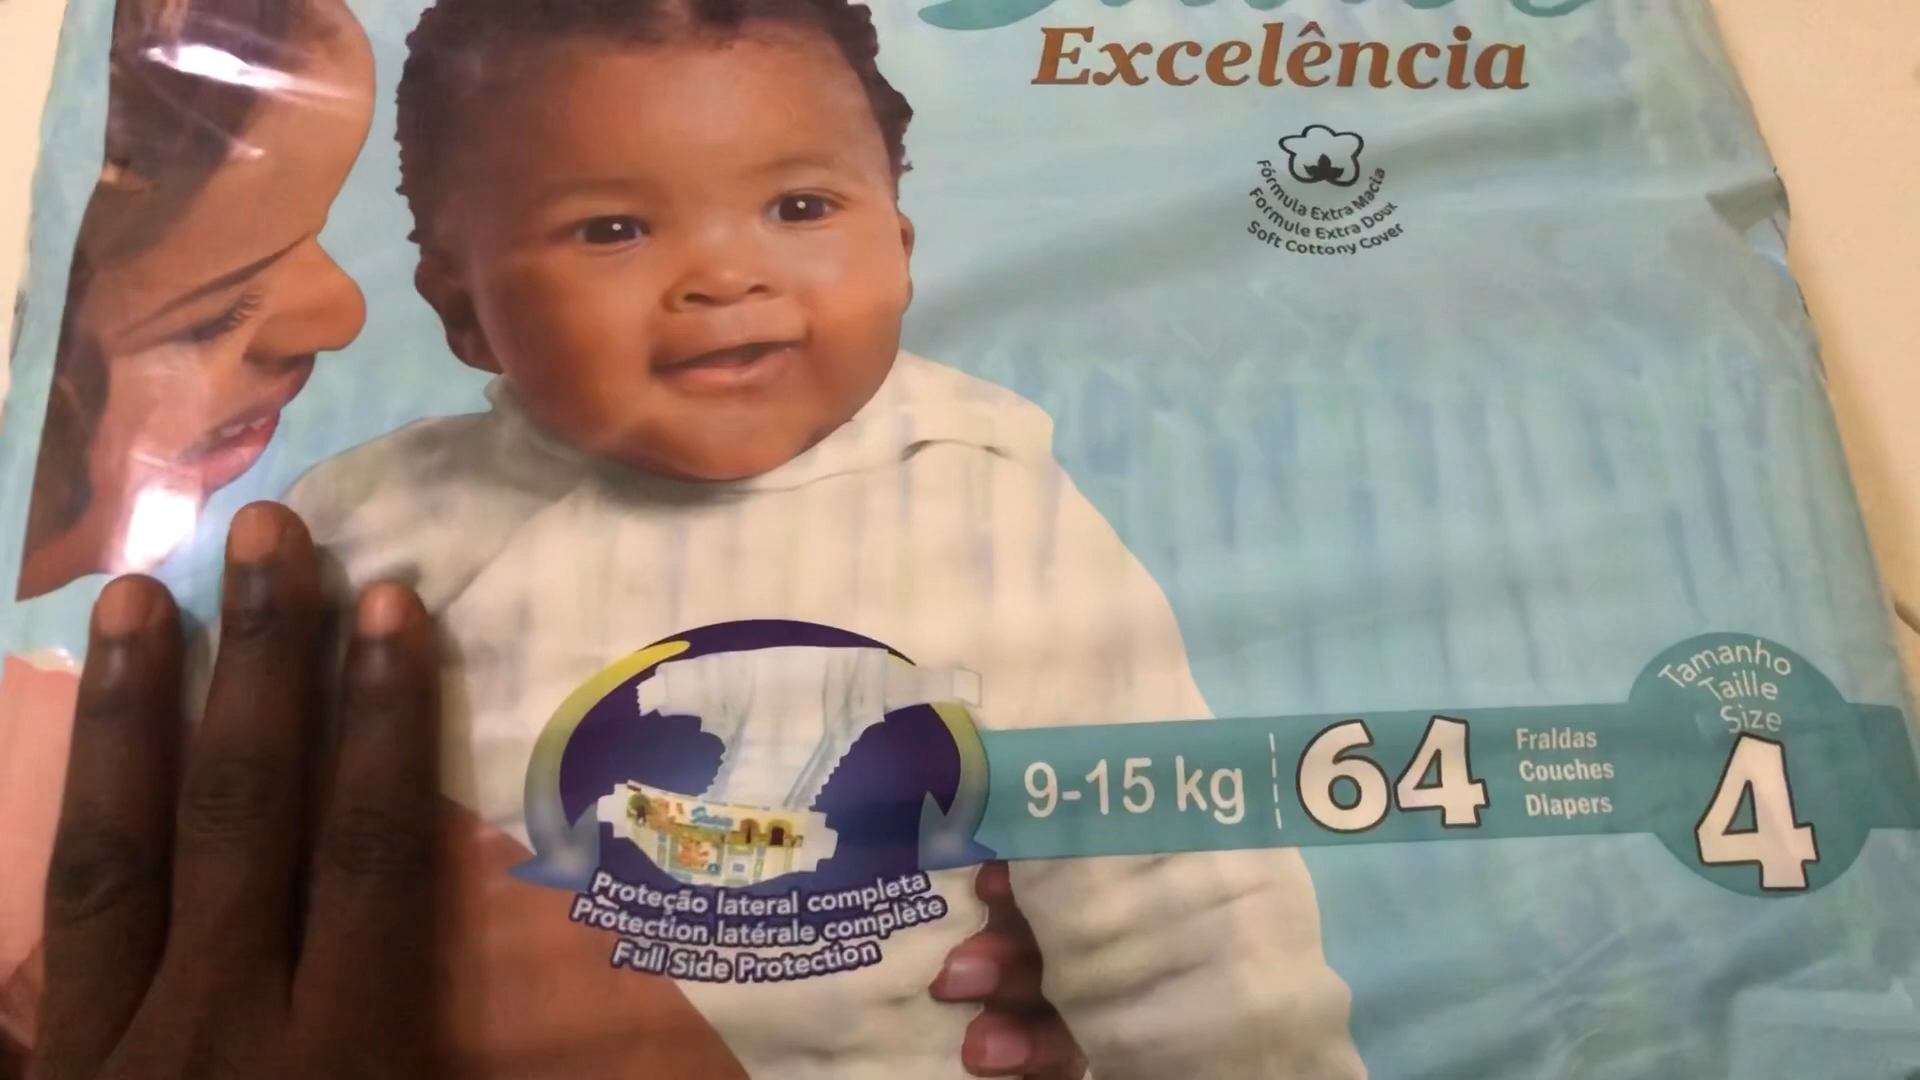 Excelência
Fórmula Extra Macia
Formule Extra Doux
Soft Cottony Cover
Tamanho
Taille
Size
4
9-15 kg
64
Fraldas
Couches
Diapers
Proteção lateral completa
Protection latérale complète
Full Side Protection